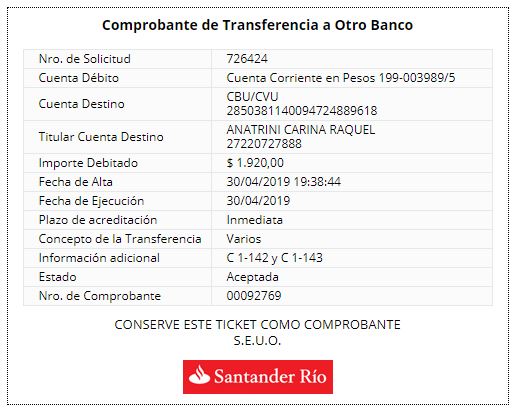 Comprobante de Transferencia a Otro Banco
Nro. de Solicitud 726424
Cuenta Débito Cuenta Corriente en Pesos 199-003989/5
Cuenta Destino CBU/CVU
2850381140094724889618
Titular Cuenta Destino ANATRINI CARINA RAQUEL
27220727888
Importe Debitado $ 1.920,00
Fecha de Alta 30/04/2019 19:38:44
Fecha de Ejecución 30/04/2019
Plazo de acreditación Inmediata
Concepto de la Transferencia Varios
Información adicional C 1-142 y C 1-143
Estado Aceptada
Nro. de Comprobante 00092769
CONSERVE ESTE TICKET COMO COMPROBANTE
S.E.U.O.
Santander Río